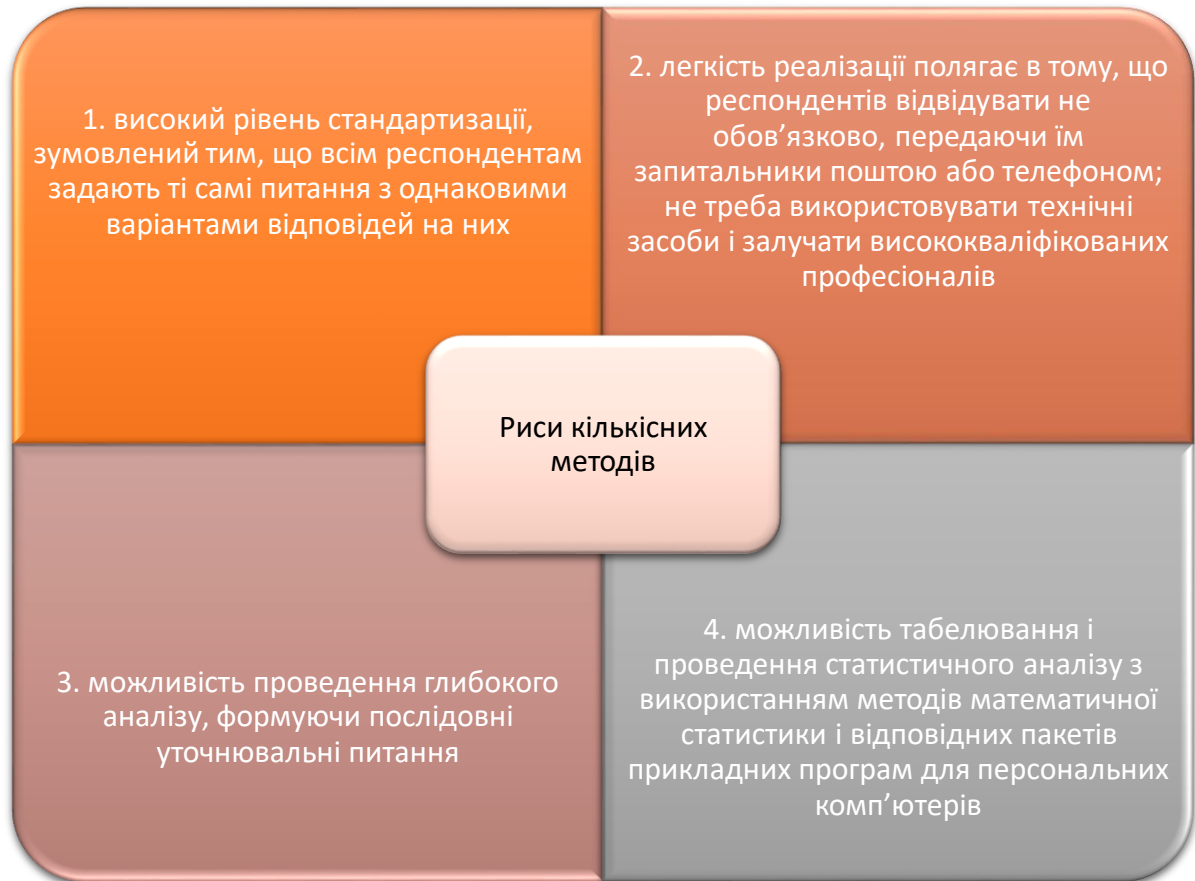 1. високий рівень стандартизації,
зумовлений тим, що всім респондентам
задають ті самі питання з однаковими
варіантами відповідей на них
2. легкість реалізації полягає в тому, що
респондентів відвідувати не
обов’язково, передаючи їм
запитальники поштою або телефоном;
не треба використовувати технічні
засоби і залучати висококваліфікованих
професіоналів
Риси кількісних
методів
3. можливість проведення глибокого
аналізу, формуючи послідовні
уточнювальні питання
4. можливість табелювання і
проведення статистичного аналізу з
використанням методів математичної
статистики і відповідних пакетів
прикладних програм для персональних
комп’ютерів